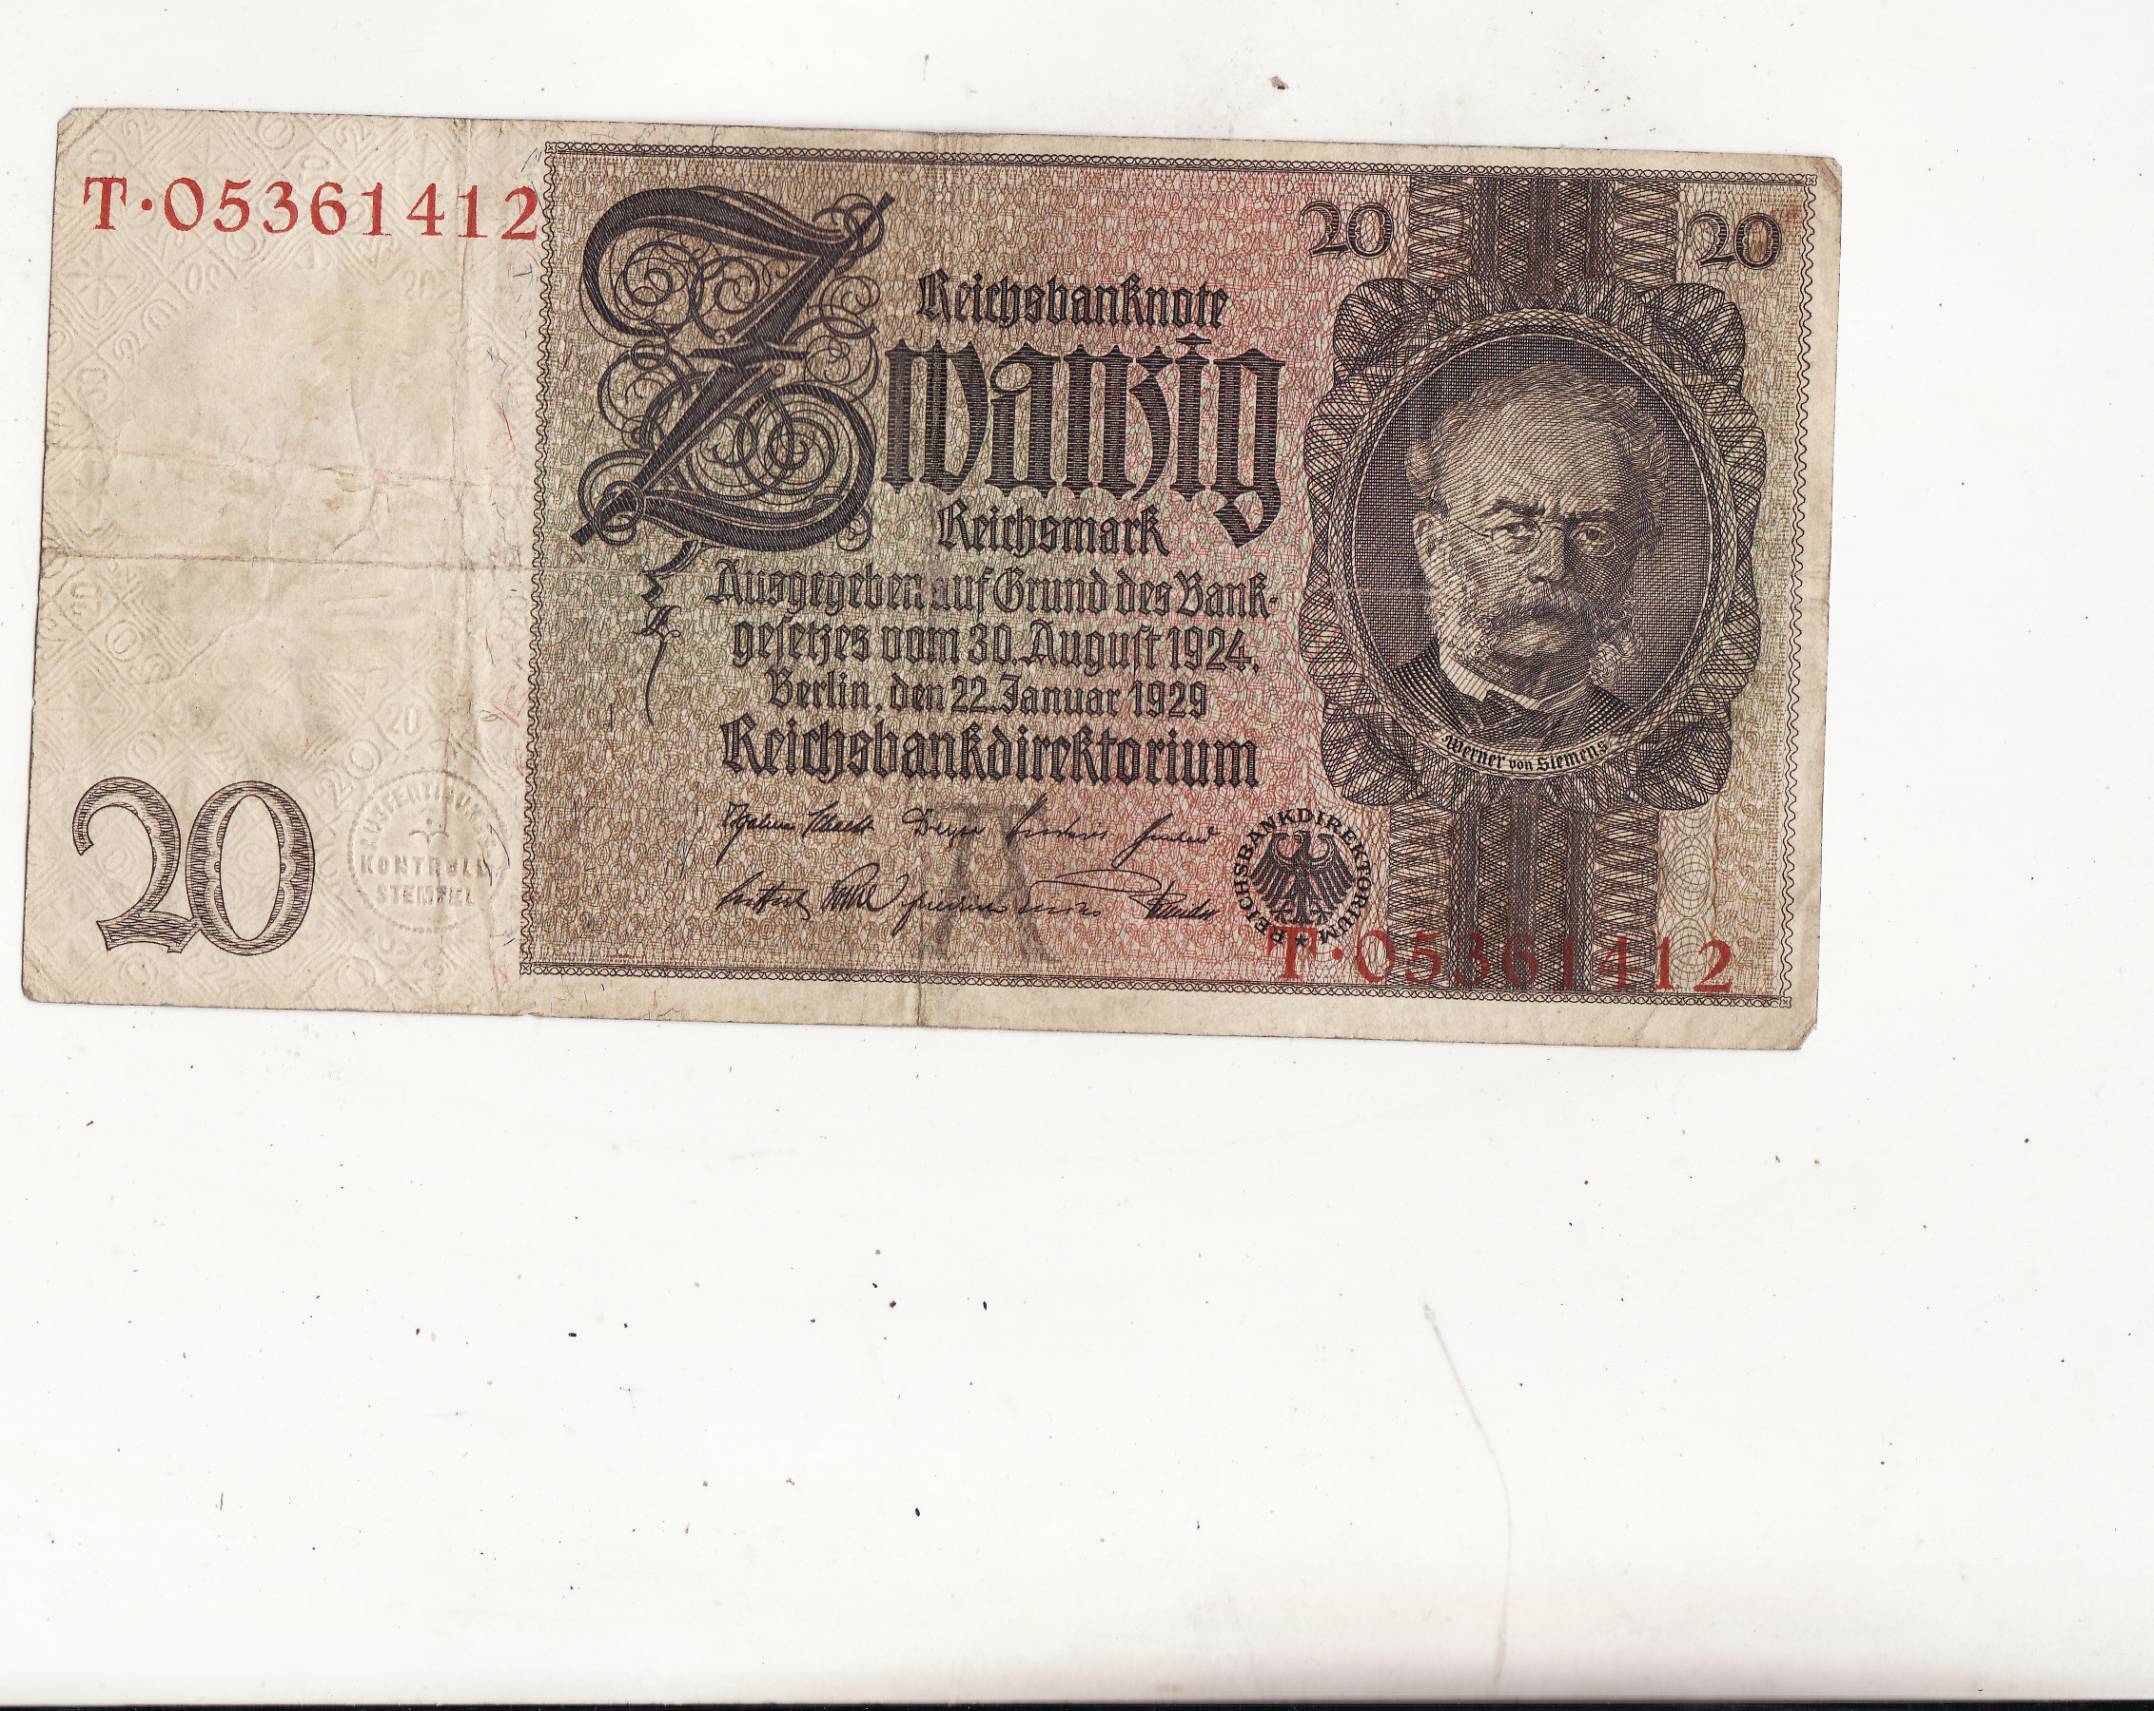 T·05361412
20
20
Reichsbanknote
Zwanzig
Reichsmark
Ausgegeben auf Grund des Bank-
gesetzes vom 30. August 1924.
Berlin, den 22. Januar 1929
Reichsbankdirektorium
Werner von Siemens
20
AUSFERTIGUNGS
KONTROLL
STEMPEL
REICHSBANKDIREKTORIUM
T·05361412